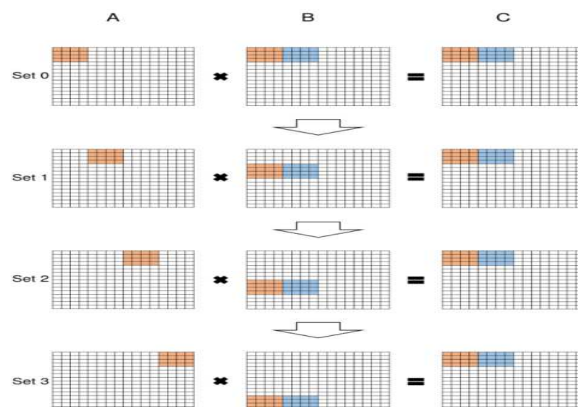 A B C
Set 0 × =
Set 1 × =
Set 2 × =
Set 3 × =